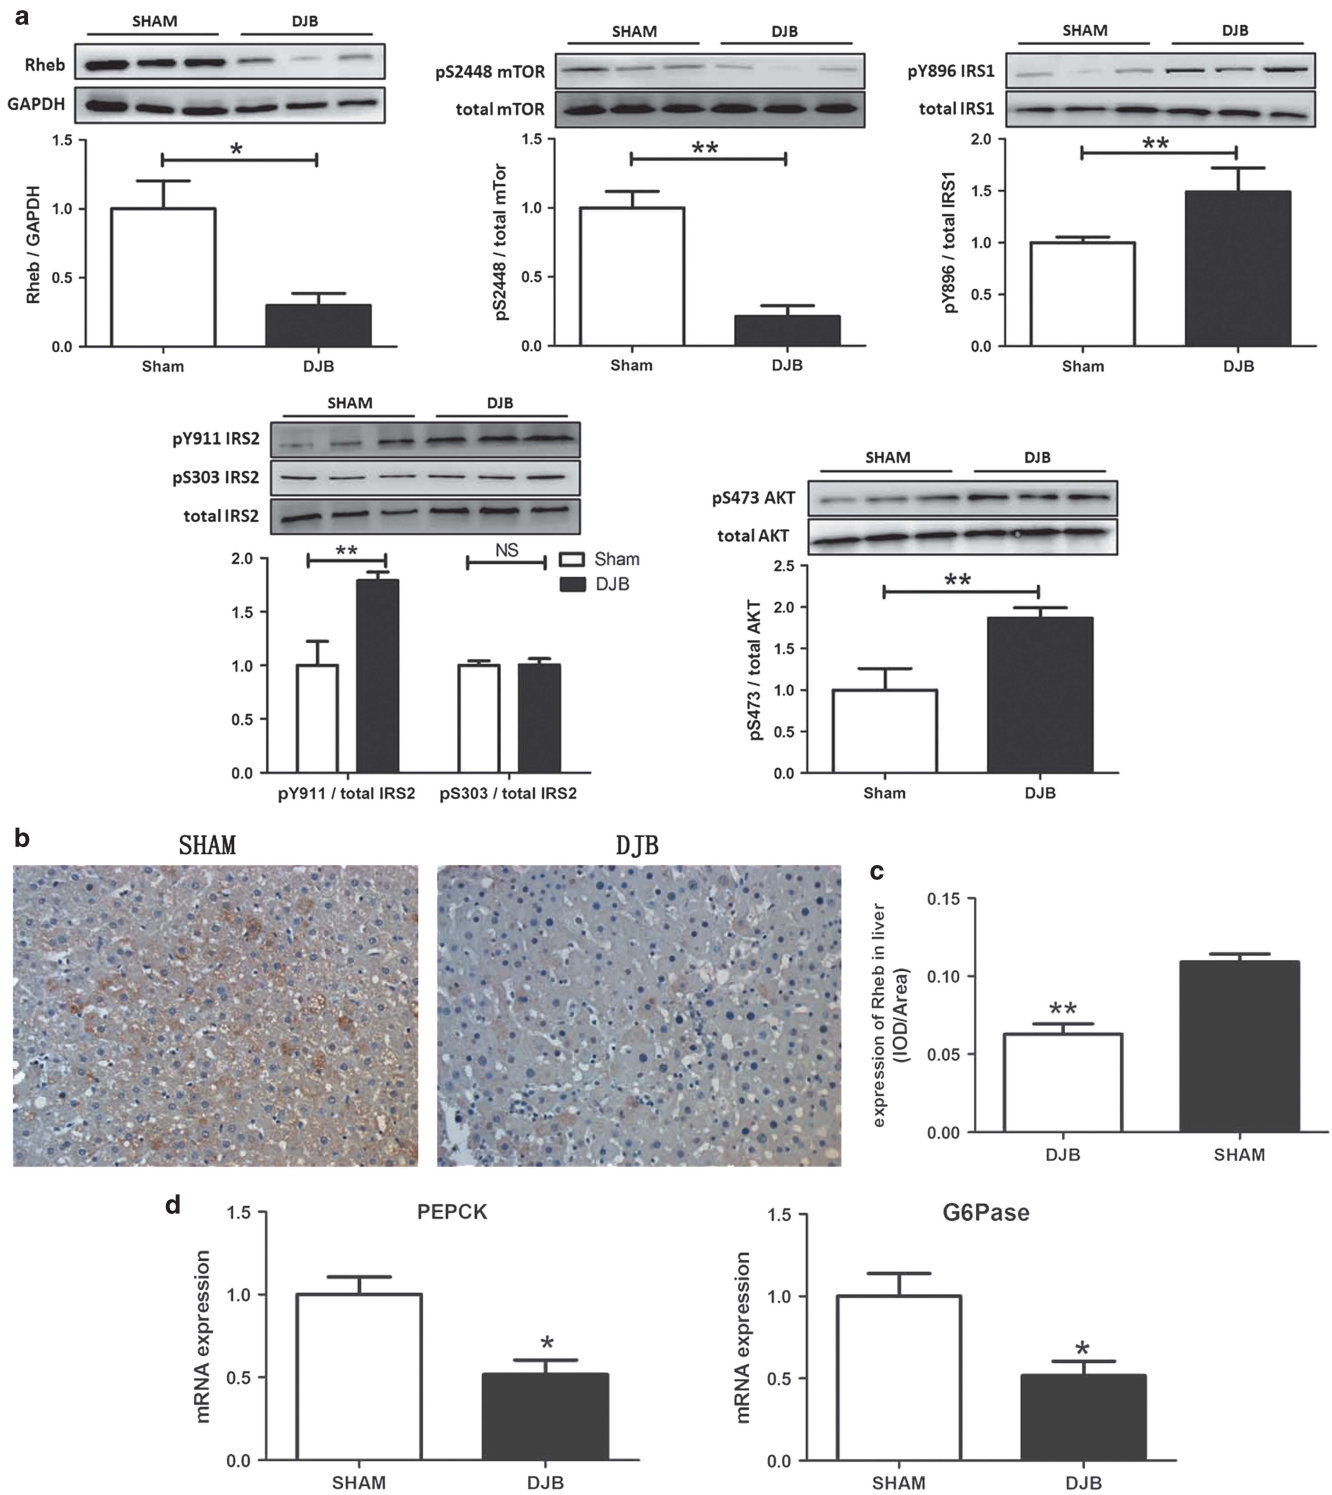 a
SHAM DJB
Rheb
GAPDH
1.5
1.0
0.5
0.0
Rheb / GAPDH
*
Sham DJB
SHAM DJB
pS2448 mTOR
total mTOR
1.5
1.0
0.5
0.0
pS2448 / total mTor
**
Sham DJB
SHAM DJB
pY896 IRS1
total IRS1
2.0
1.5
1.0
0.5
0.0
pY896 / total IRS1
**
Sham DJB
SHAM DJB
pY911 IRS2
pS303 IRS2
total IRS2
2.0
1.5
1.0
0.5
0.0
**
NS
Sham
DJB
pY911 / total IRS2 pS303 / total IRS2
SHAM DJB
pS473 AKT
total AKT
2.5
2.0
1.5
1.0
0.5
0.0
pS473 / total AKT
**
Sham DJB
b
SHAM DJB
c
0.15
0.10
0.05
0.00
expression of Rheb in liver
(IOD/Area)
**
DJB SHAM
d
PEPCK
1.5
1.0
0.5
0.0
mRNA expression
*
SHAM DJB
G6Pase
1.5
1.0
0.5
0.0
mRNA expression
*
SHAM DJB